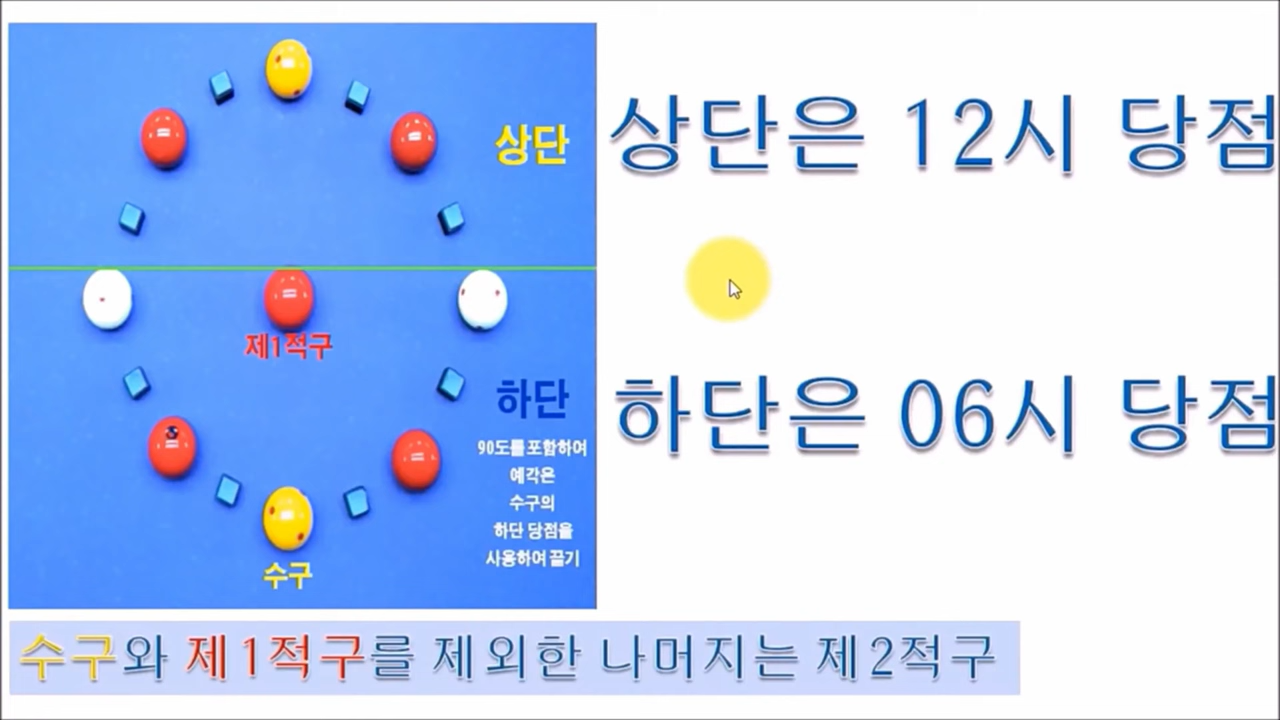 상단
상단은 12시 당점
제1적구
하단
하단은 06시 당점
90도를 포함하여
예각은
수구의
하단 당점을
사용하여 끌기
수구
수구와 제1적구를 제외한 나머지는 제2적구